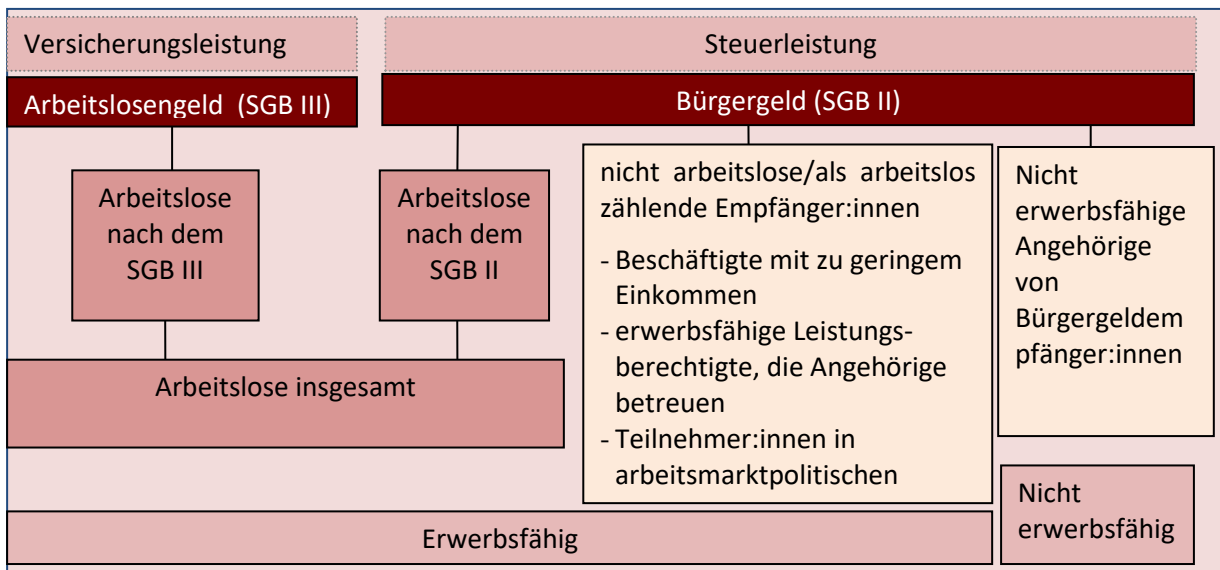 Versicherungsleistung
Steuerleistung
Arbeitslosengeld (SGB III)
Bürgergeld (SGB II)
Arbeitslose
nach dem
SGB III
Arbeitslose
nach dem
SGB II
nicht arbeitslose/als arbeitslos
zählende Empfänger:innen
- Beschäftigte mit zu geringem
Einkommen
- erwerbsfähige Leistungs-
berechtigte, die Angehörige
betreuen
- Teilnehmer:innen in
arbeitsmarktpolitischen
Nicht
erwerbsfähige
Angehörige
von
Bürgergeldem
pfänger:innen
Arbeitslose insgesamt
Erwerbsfähig
Nicht
erwerbsfähig